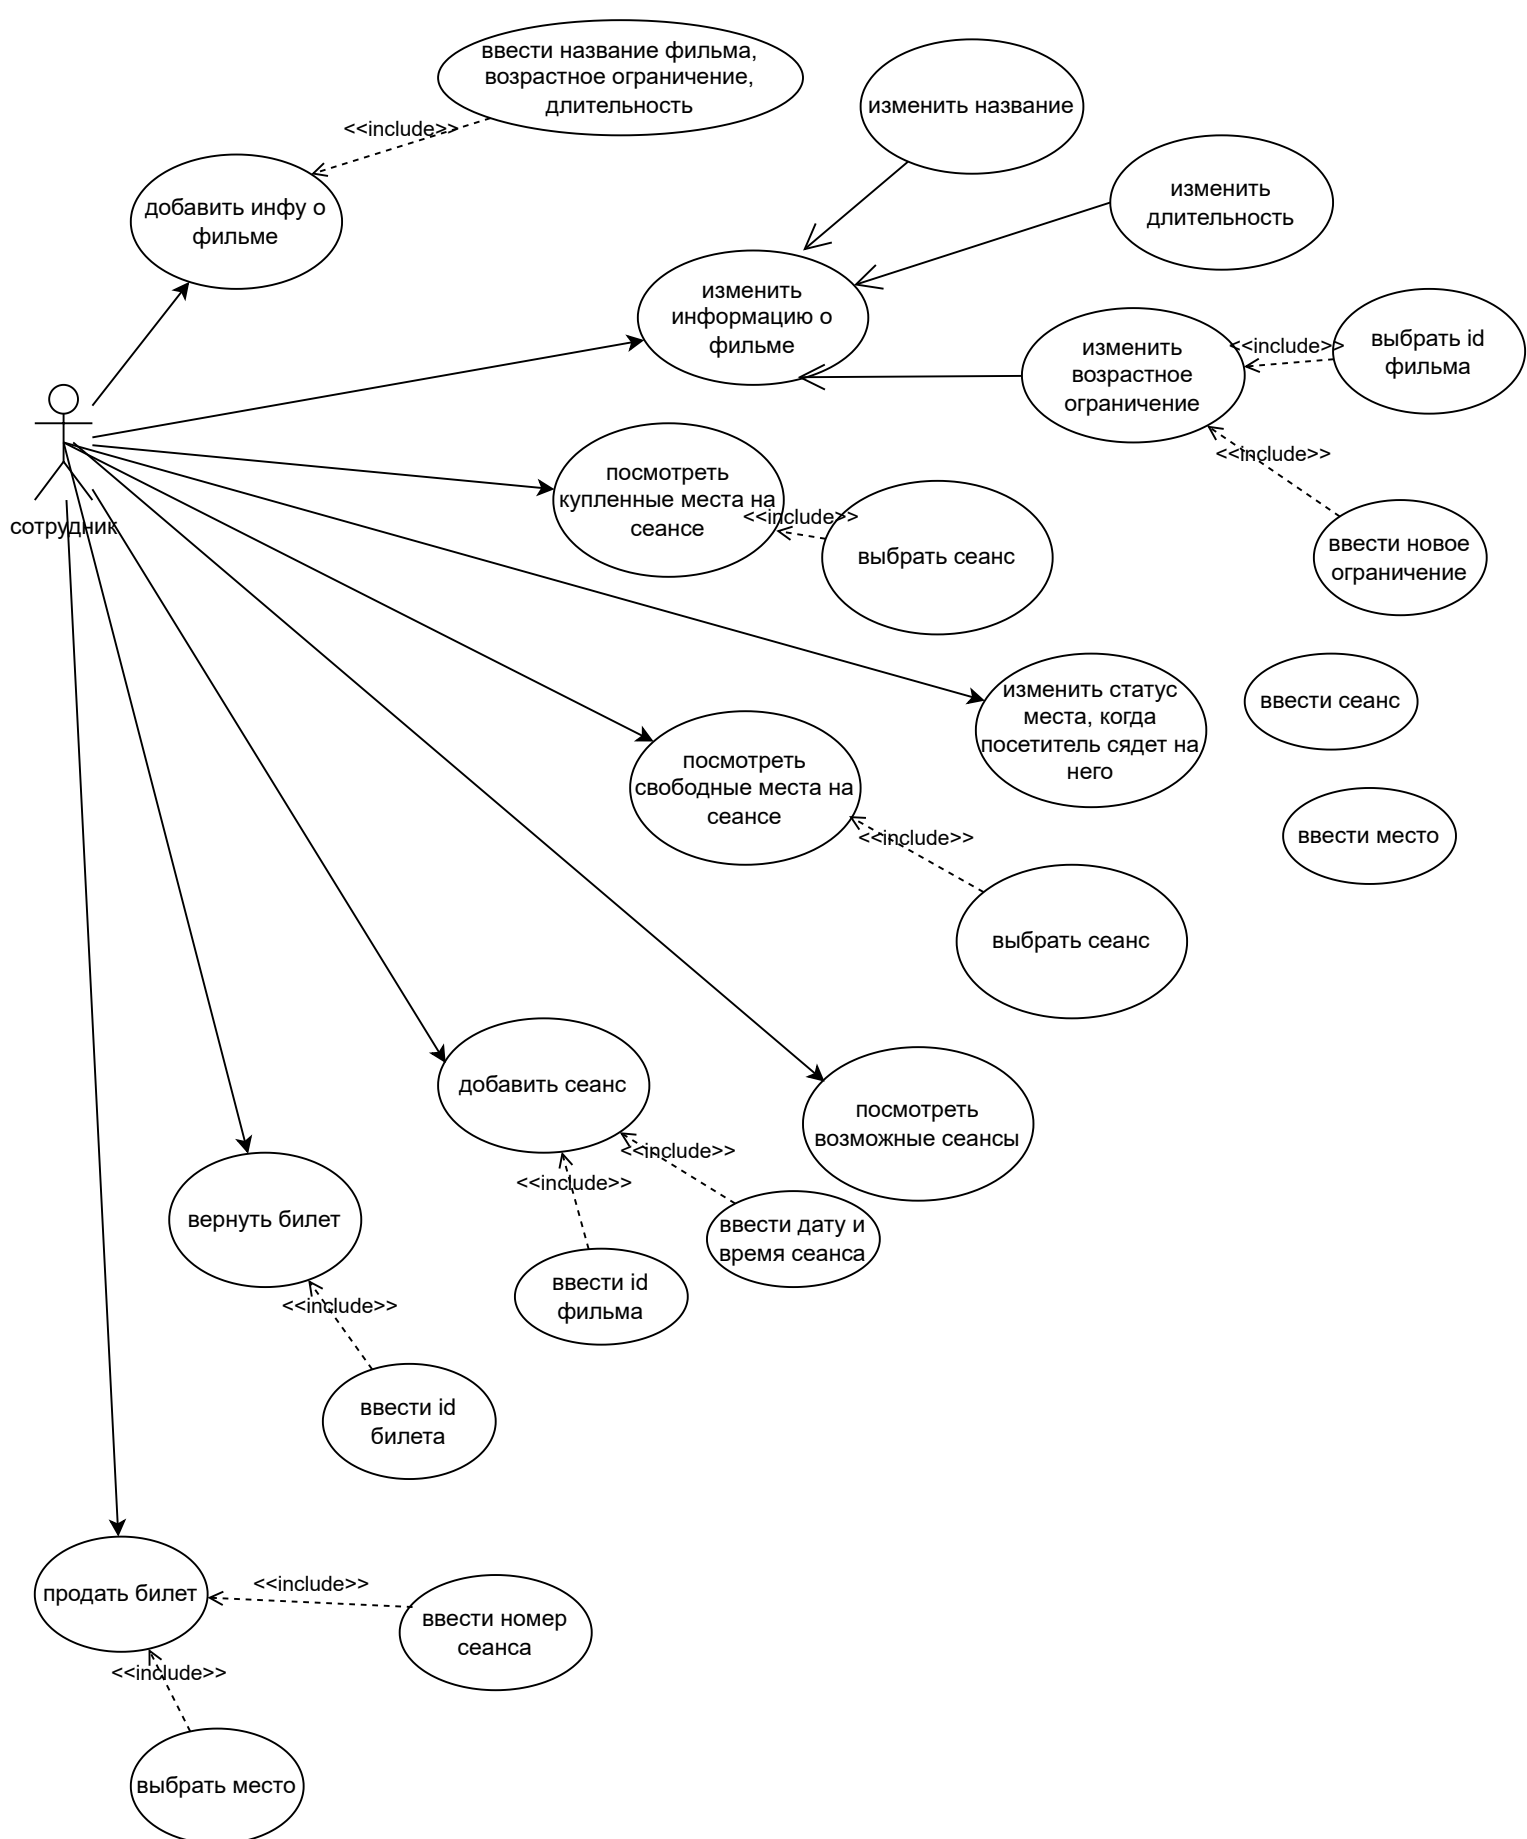 ввести название фильма,
возрастное ограничение,
длительность
изменить название
<<include>>
добавить инфу о
фильме
изменить
длительность
изменить
информацию о
фильме
изменить
возрастное
ограничение
<<include>>
выбрать id
фильма
<<include>>
сотрудник
посмотреть
купленные места на
сеансе
<<include>>
выбрать сеанс
ввести новое
ограничение
изменить статус
места, когда
посетитель сядет на
него
ввести сеанс
посмотреть
свободные места на
сеансе
<<include>>
ввести место
выбрать сеанс
добавить сеанс
посмотреть
возможные сеансы
<<include>>
<<include>>
вернуть билет
ввести дату и
время сеанса
ввести id
фильма
<<include>>
ввести id
билета
продать билет
<<include>>
ввести номер
сеанса
<<include>>
выбрать место